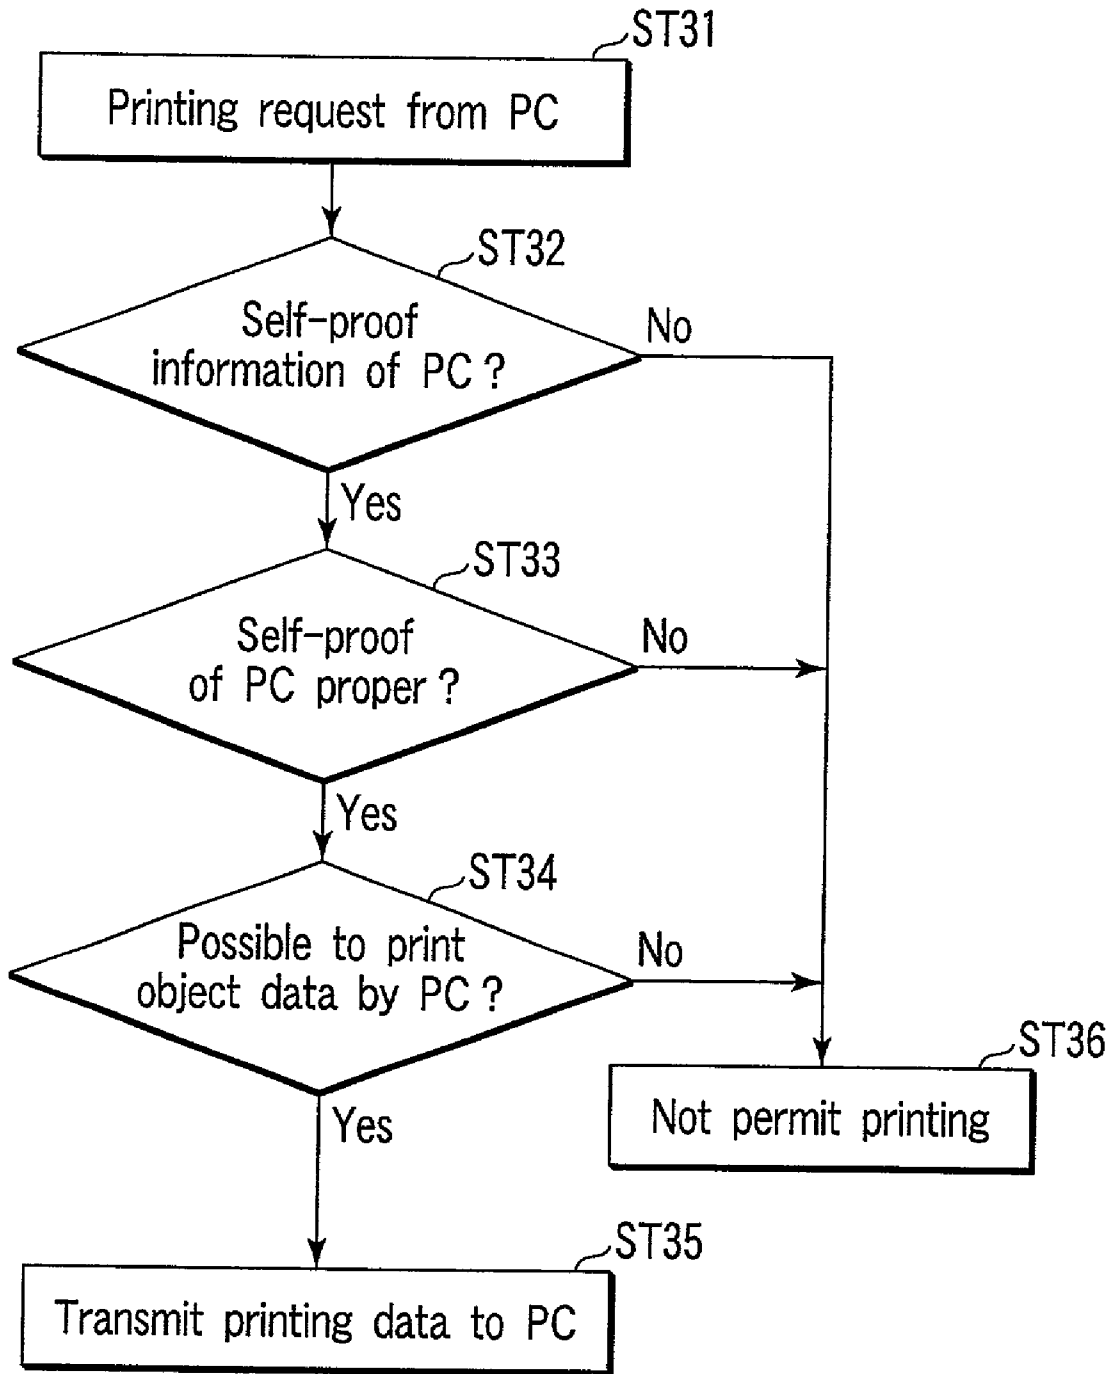 ST31
Printing request from PC
ST32
Self-proof
information of PC ?
No
Yes
ST33
Self-proof
of PC proper ?
No
Yes
ST34
Possible to print
object data by PC ?
No
Yes
ST36
Not permit printing
ST35
Transmit printing data to PC